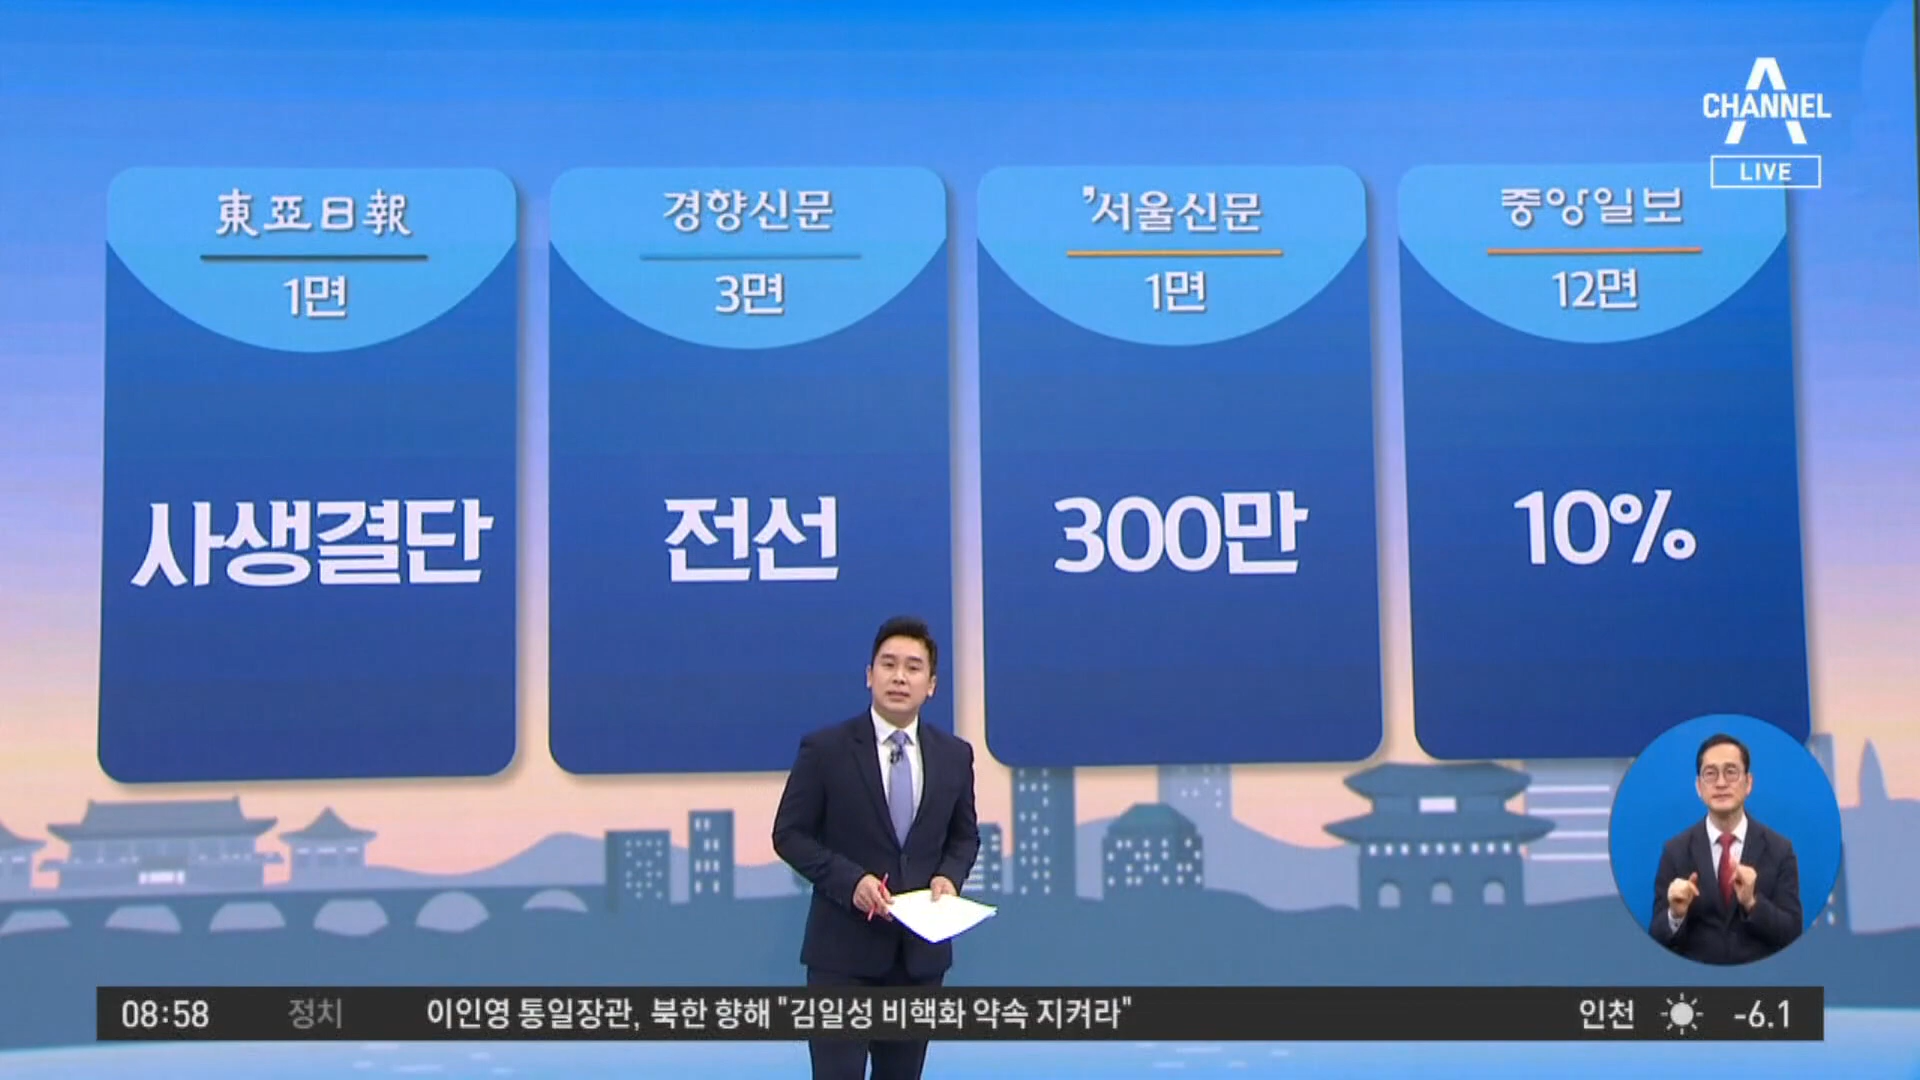 CHANNEL A
LIVE
東亞日報
1면
사생결단
경향신문
3면
전선
서울신문
1면
300만
중앙일보
12면
10%
08:58 정치 이인영 통일장관, 북한 향해 "김일성 비핵화 약속 지켜라" 인천 -6.1